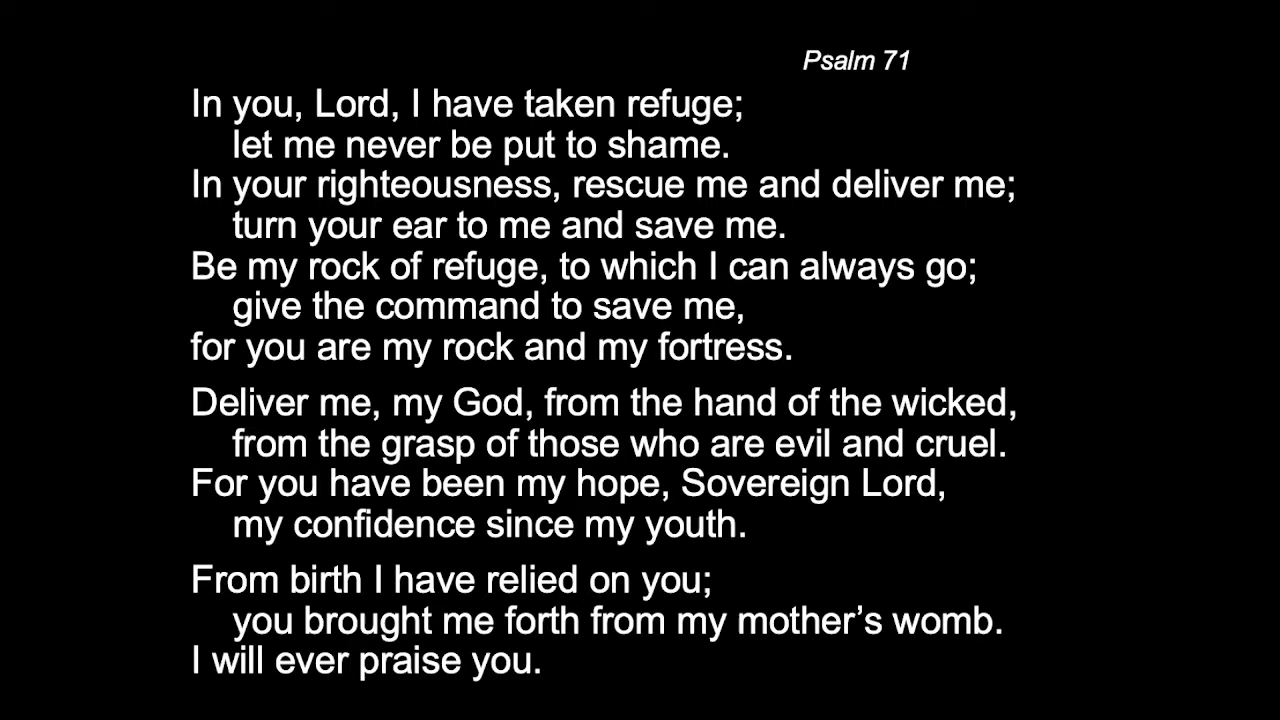 Psalm 71
In you, Lord, I have taken refuge;
let me never be put to shame.
In your righteousness, rescue me and deliver me;
turn your ear to me and save me.
Be my rock of refuge, to which I can always go;
give the command to save me,
for you are my rock and my fortress.
Deliver me, my God, from the hand of the wicked,
from the grasp of those who are evil and cruel.
For you have been my hope, Sovereign Lord,
my confidence since my youth.
From birth I have relied on you;
you brought me forth from my mother’s womb.
I will ever praise you.